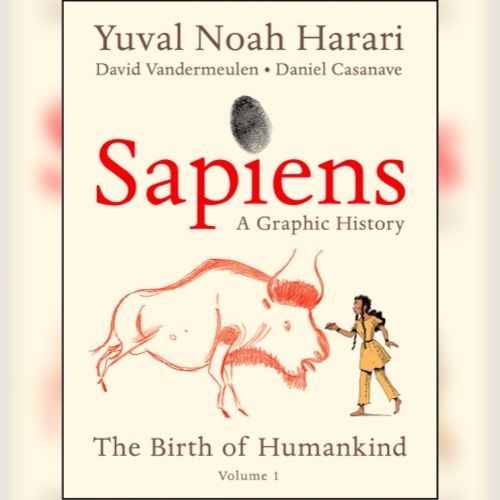 Yuval Noah Harari
David Vandermeulen • Daniel Casanave
Sapiens
A Graphic History
The Birth of Humankind
Volume 1